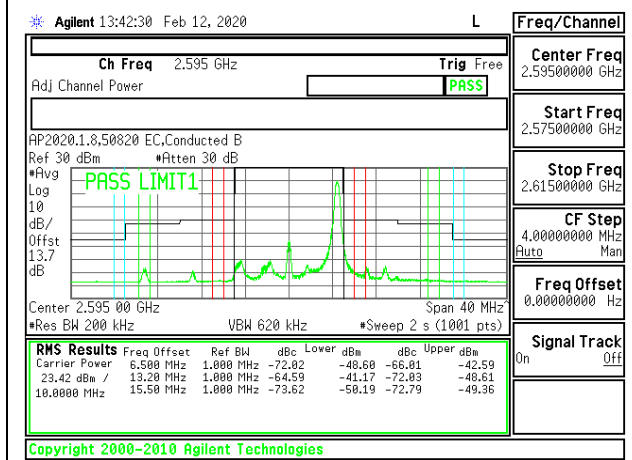 Agilent 13:42:30 Feb 12, 2020 L
Freq/Channel
Ch Freq 2.595 GHz Trig Free
Adj Channel Power PASS
Center Freq
2.59500000 GHz
Start Freq
2.57500000 GHz
AP2020.1.8,50820 EC,Conducted B
Ref 30 dBm #Atten 30 dB
#Avg
Log
10
dB/
Offst
13.7
dB
PASS LIMIT1
Stop Freq
2.61500000 GHz
CF Step
4.00000000 MHz
Auto Man
Freq Offset
0.00000000 Hz
Center 2.595 00 GHz Span 40 MHz^
#Res BW 200 kHz VBW 620 kHz #Sweep 2 s (1001 pts)
Signal Track
On Off
RMS Results Freq Offset Ref BW dBc Lower dBm dBc Upper dBm
Carrier Power 6.500 MHz 1.000 MHz -72.02 -48.60 -66.01 -42.59
23.42 dBm / 13.20 MHz 1.000 MHz -64.59 -41.17 -72.03 -48.61
10.0000 MHz 15.50 MHz 1.000 MHz -73.62 -50.19 -72.79 -49.36
Copyright 2000-2010 Agilent Technologies